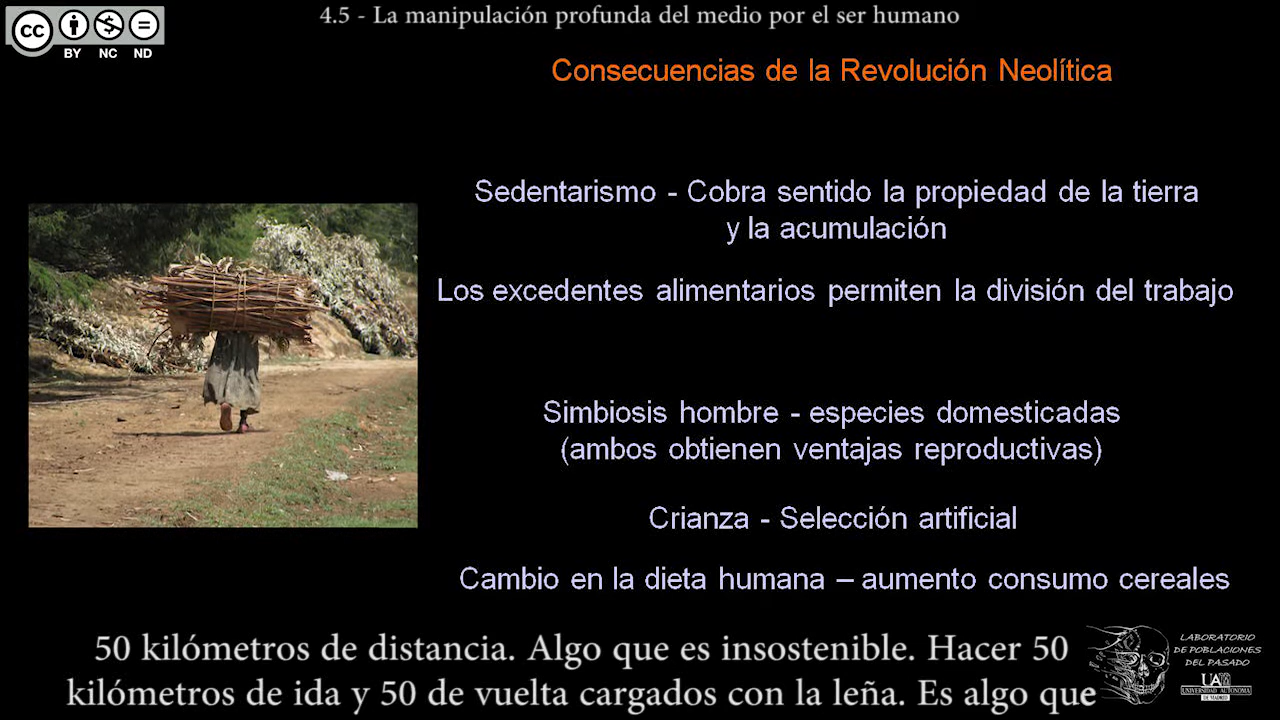 4.5 - La manipulación profunda del medio por el ser humano
CC
BY NC ND
Consecuencias de la Revolución Neolítica
Sedentarismo - Cobra sentido la propiedad de la tierra
y la acumulación
Los excedentes alimentarios permiten la división del trabajo
Simbiosis hombre - especies domesticadas
(ambos obtienen ventajas reproductivas)
Crianza - Selección artificial
Cambio en la dieta humana – aumento consumo cereales
50 kilómetros de distancia. Algo que es insostenible. Hacer 50
kilómetros de ida y 50 de vuelta cargados con la leña. Es algo que
LABORATORIO
DE POBLACIONES
DEL PASADO
UAM
UNIVERSIDAD AUTONOMA
DE MADRID